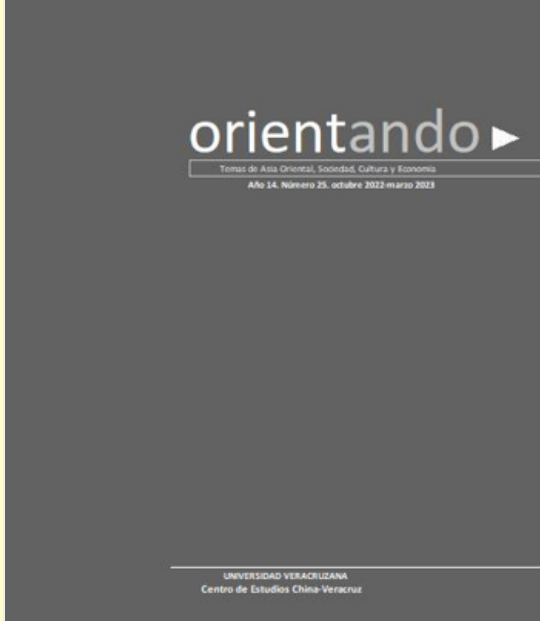 orientando
Temas de Asia Oriental, Sociedad, Cultura y Economía
Año 14. Número 25. octubre 2022-marzo 2023
UNIVERSIDAD VERACRUZANA
Centro de Estudios China-Veracruz